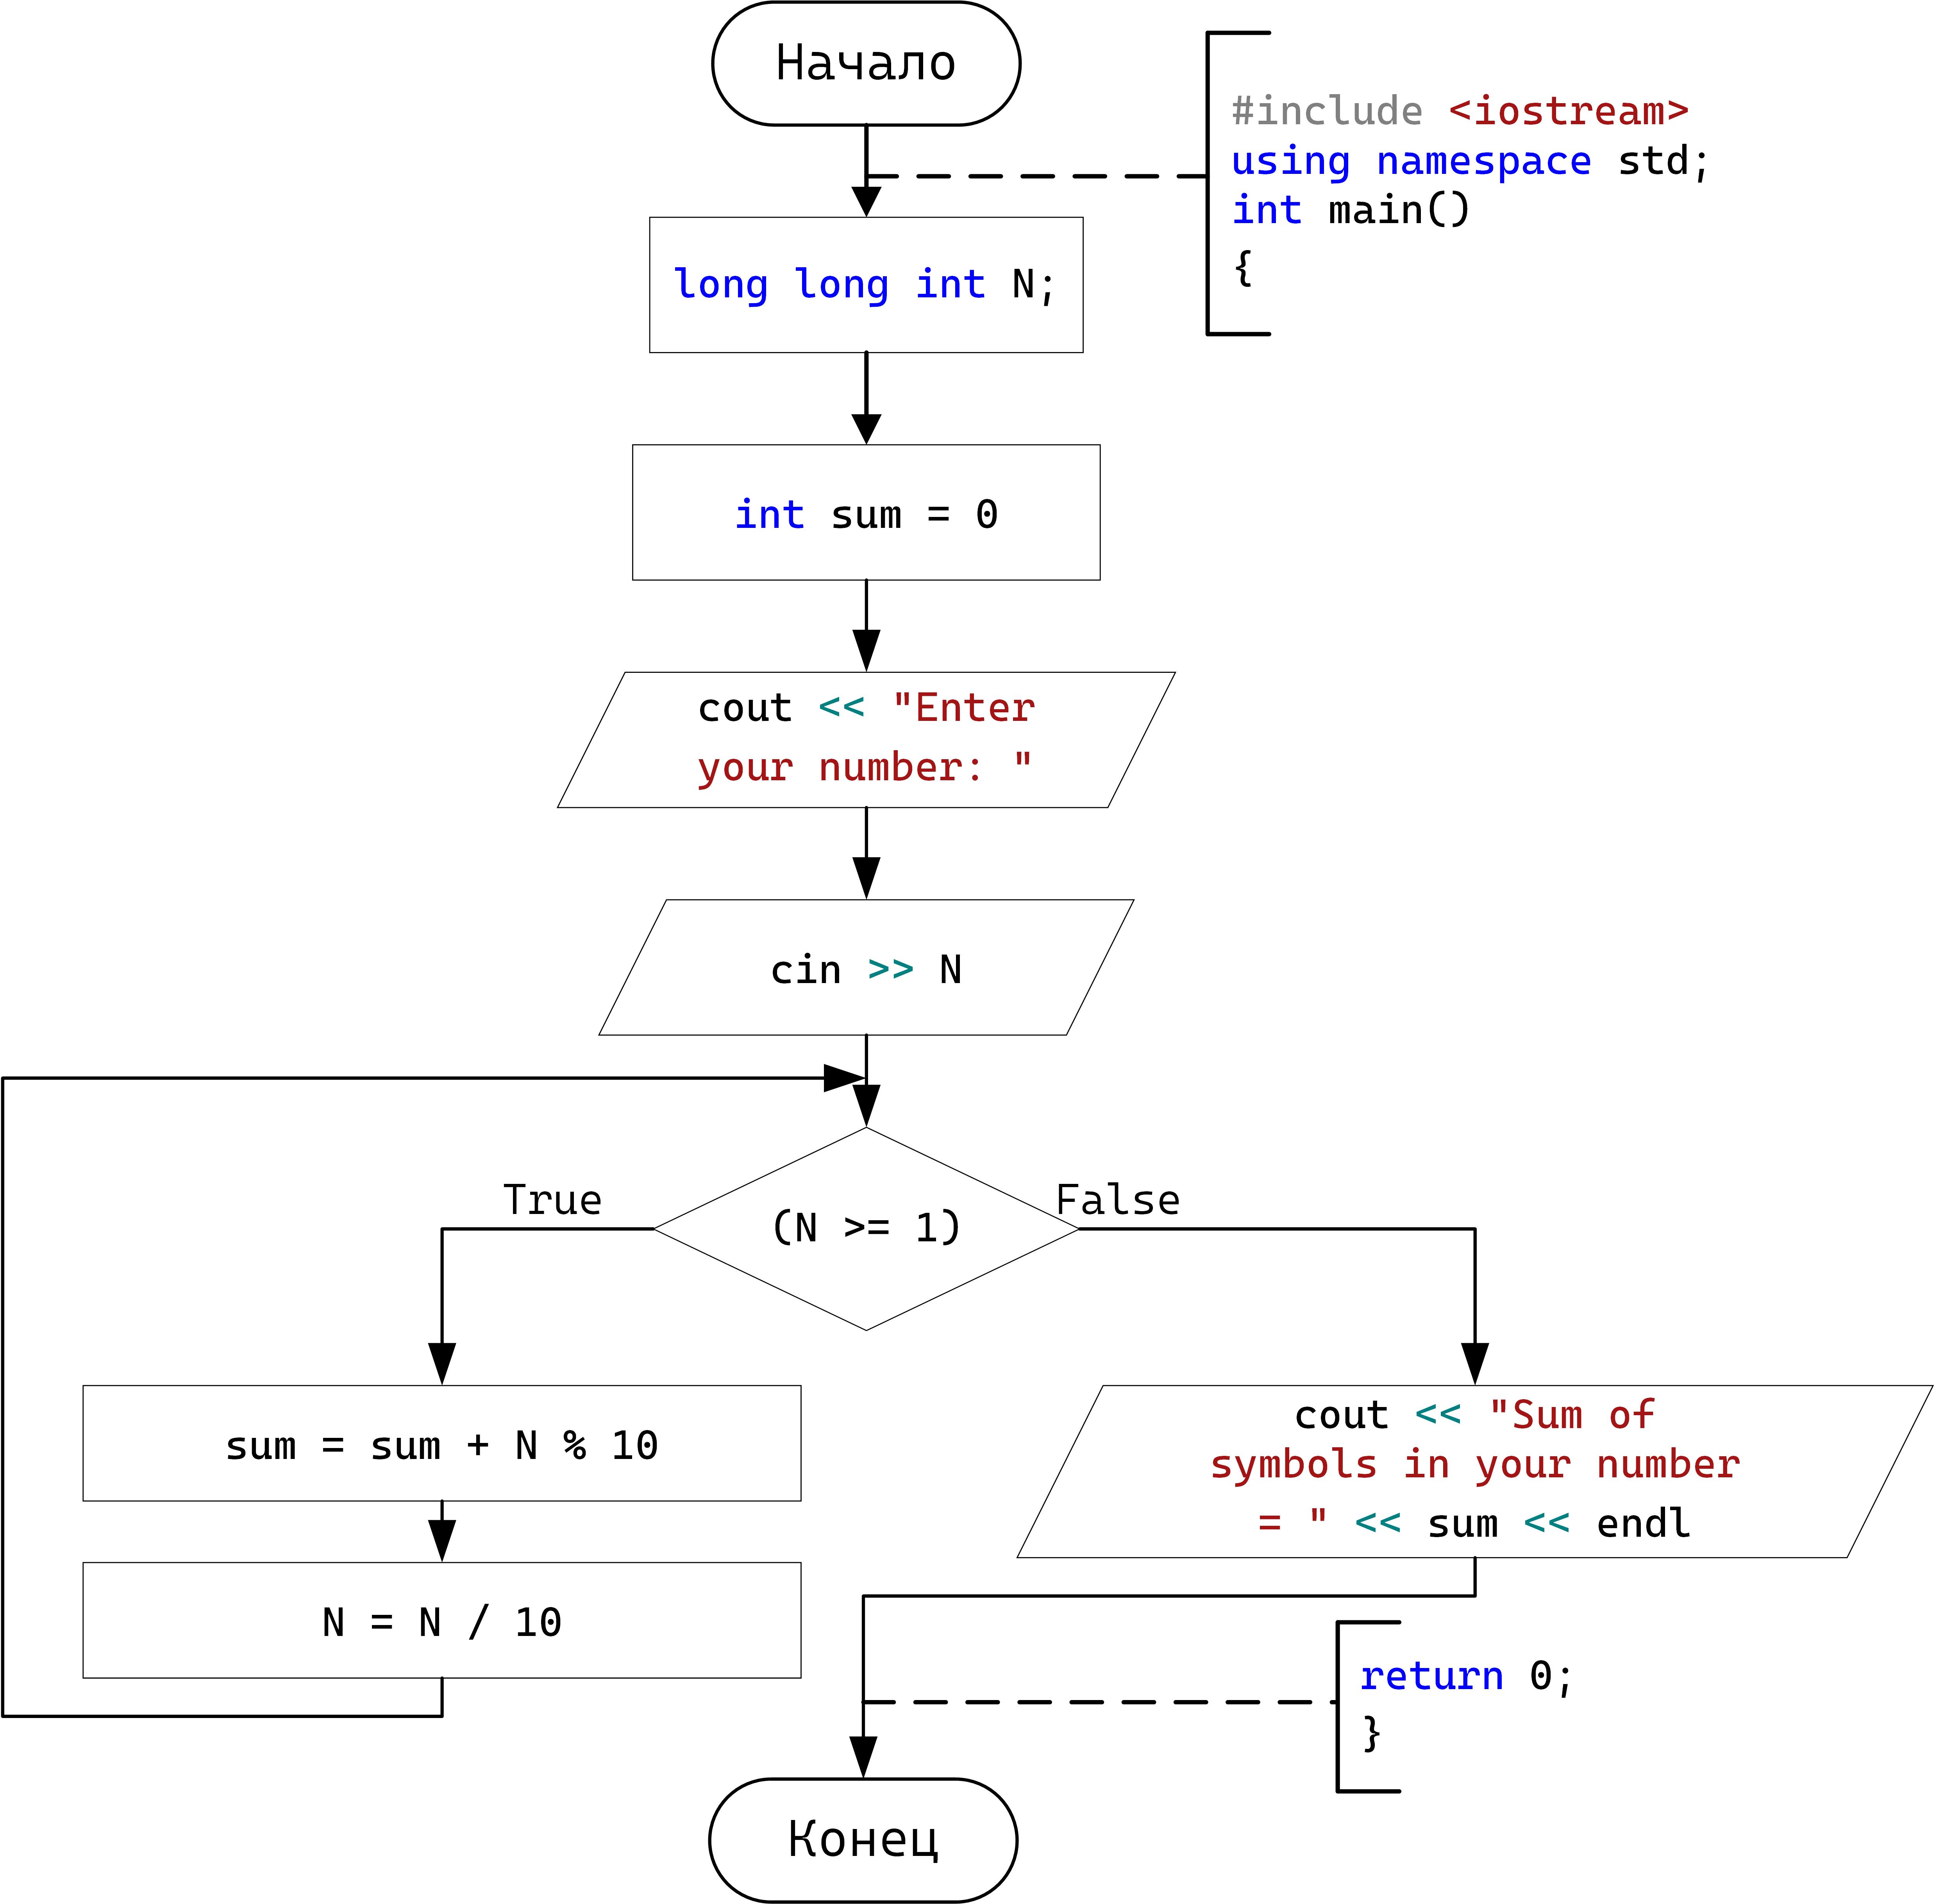 Начало
#include <iostream>
using namespace std;
int main()
{
long long int N;
int sum = 0
cout << "Enter
your number: "
cin >> N
True
(N >= 1)
False
sum = sum + N % 10
N = N / 10
cout << "Sum of
symbols in your number
= " << sum << endl
return 0;
}
Конец